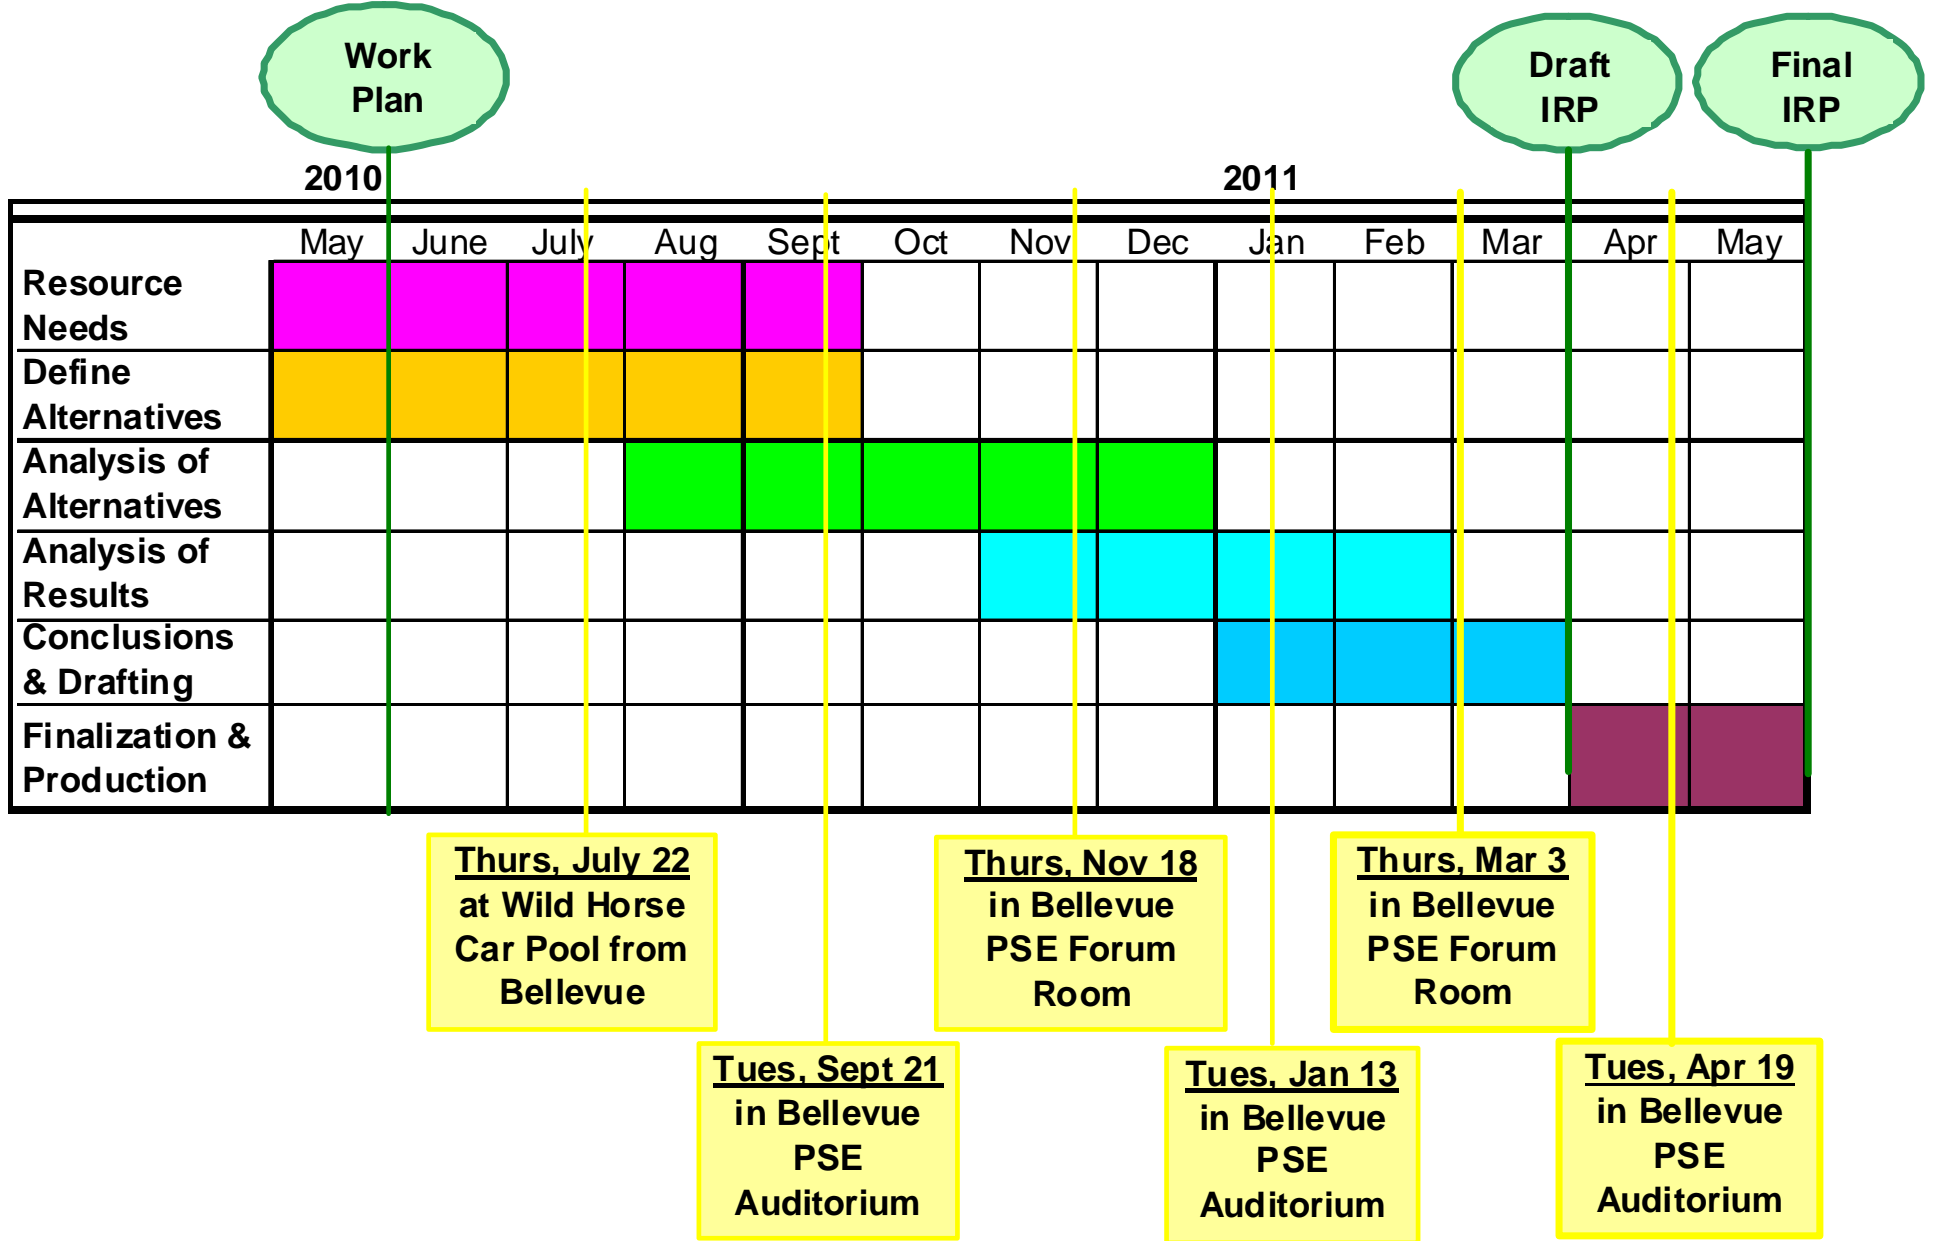 Work
Plan
Draft
IRP
Final
IRP
2010
2011
May June July Aug Sept Oct Nov Dec Jan Feb Mar Apr May
Resource
Needs
Define
Alternatives
Analysis of
Alternatives
Analysis of
Results
Conclusions
& Drafting
Finalization &
Production
Thurs, July 22
at Wild Horse
Car Pool from
Bellevue
Thurs, Nov 18
in Bellevue
PSE Forum
Room
Thurs, Mar 3
in Bellevue
PSE Forum
Room
Tues, Sept 21
in Bellevue
PSE
Auditorium
Tues, Jan 13
in Bellevue
PSE
Auditorium
Tues, Apr 19
in Bellevue
PSE
Auditorium